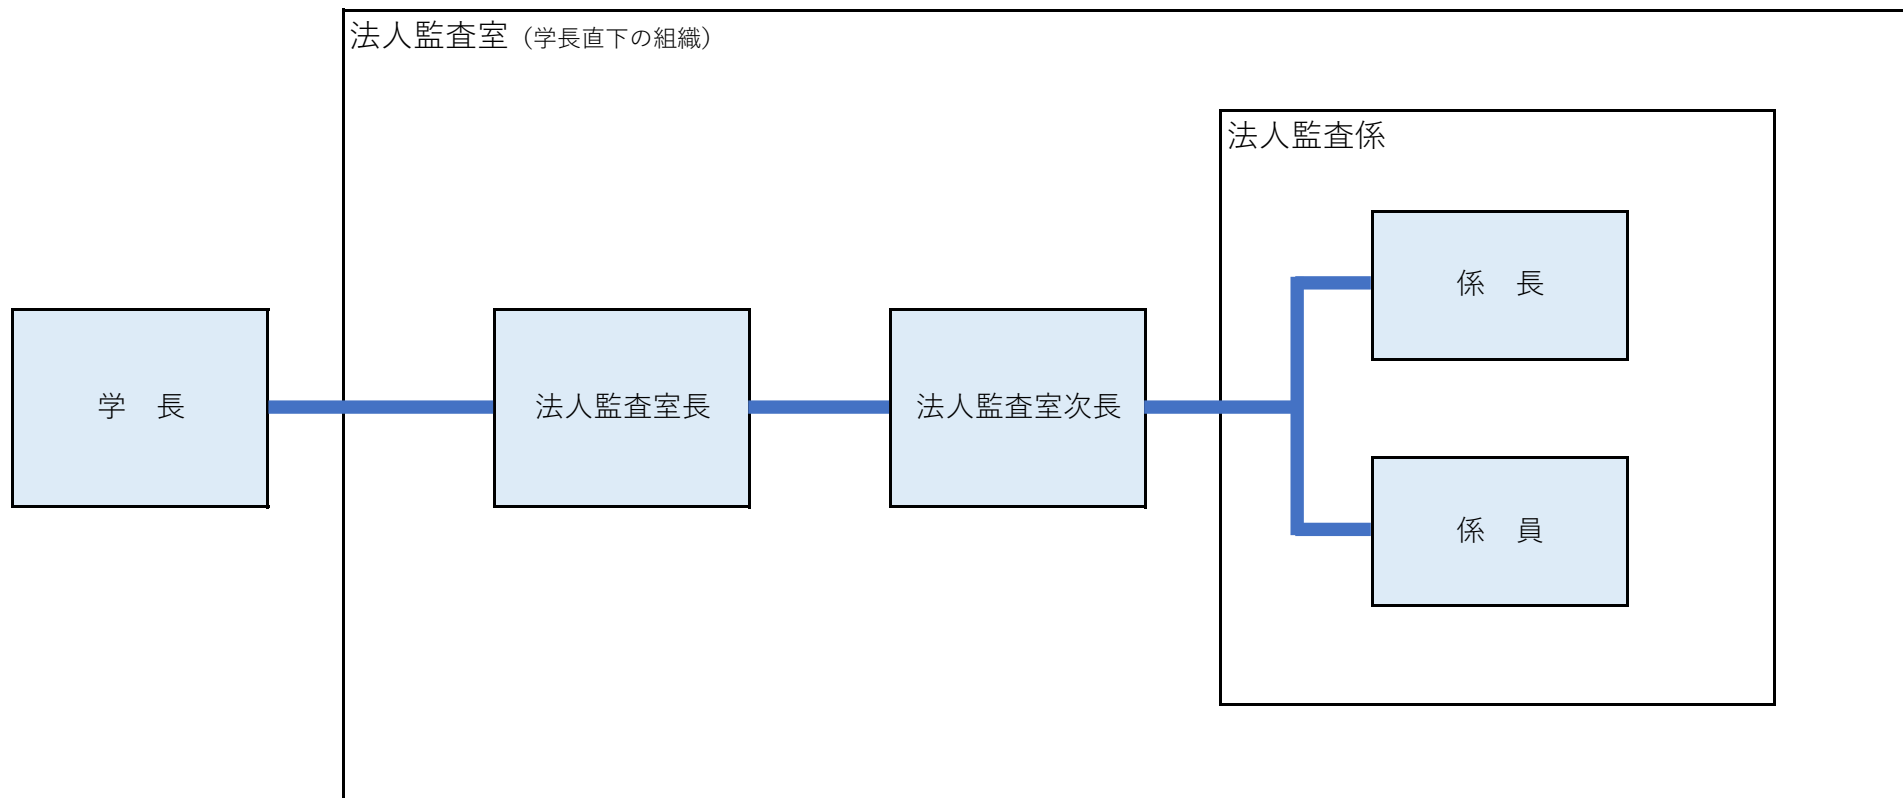 法人監査室（学長直下の組織）
法人監査係
係　長
学　長
法人監査室長
法人監査室次長
係　員